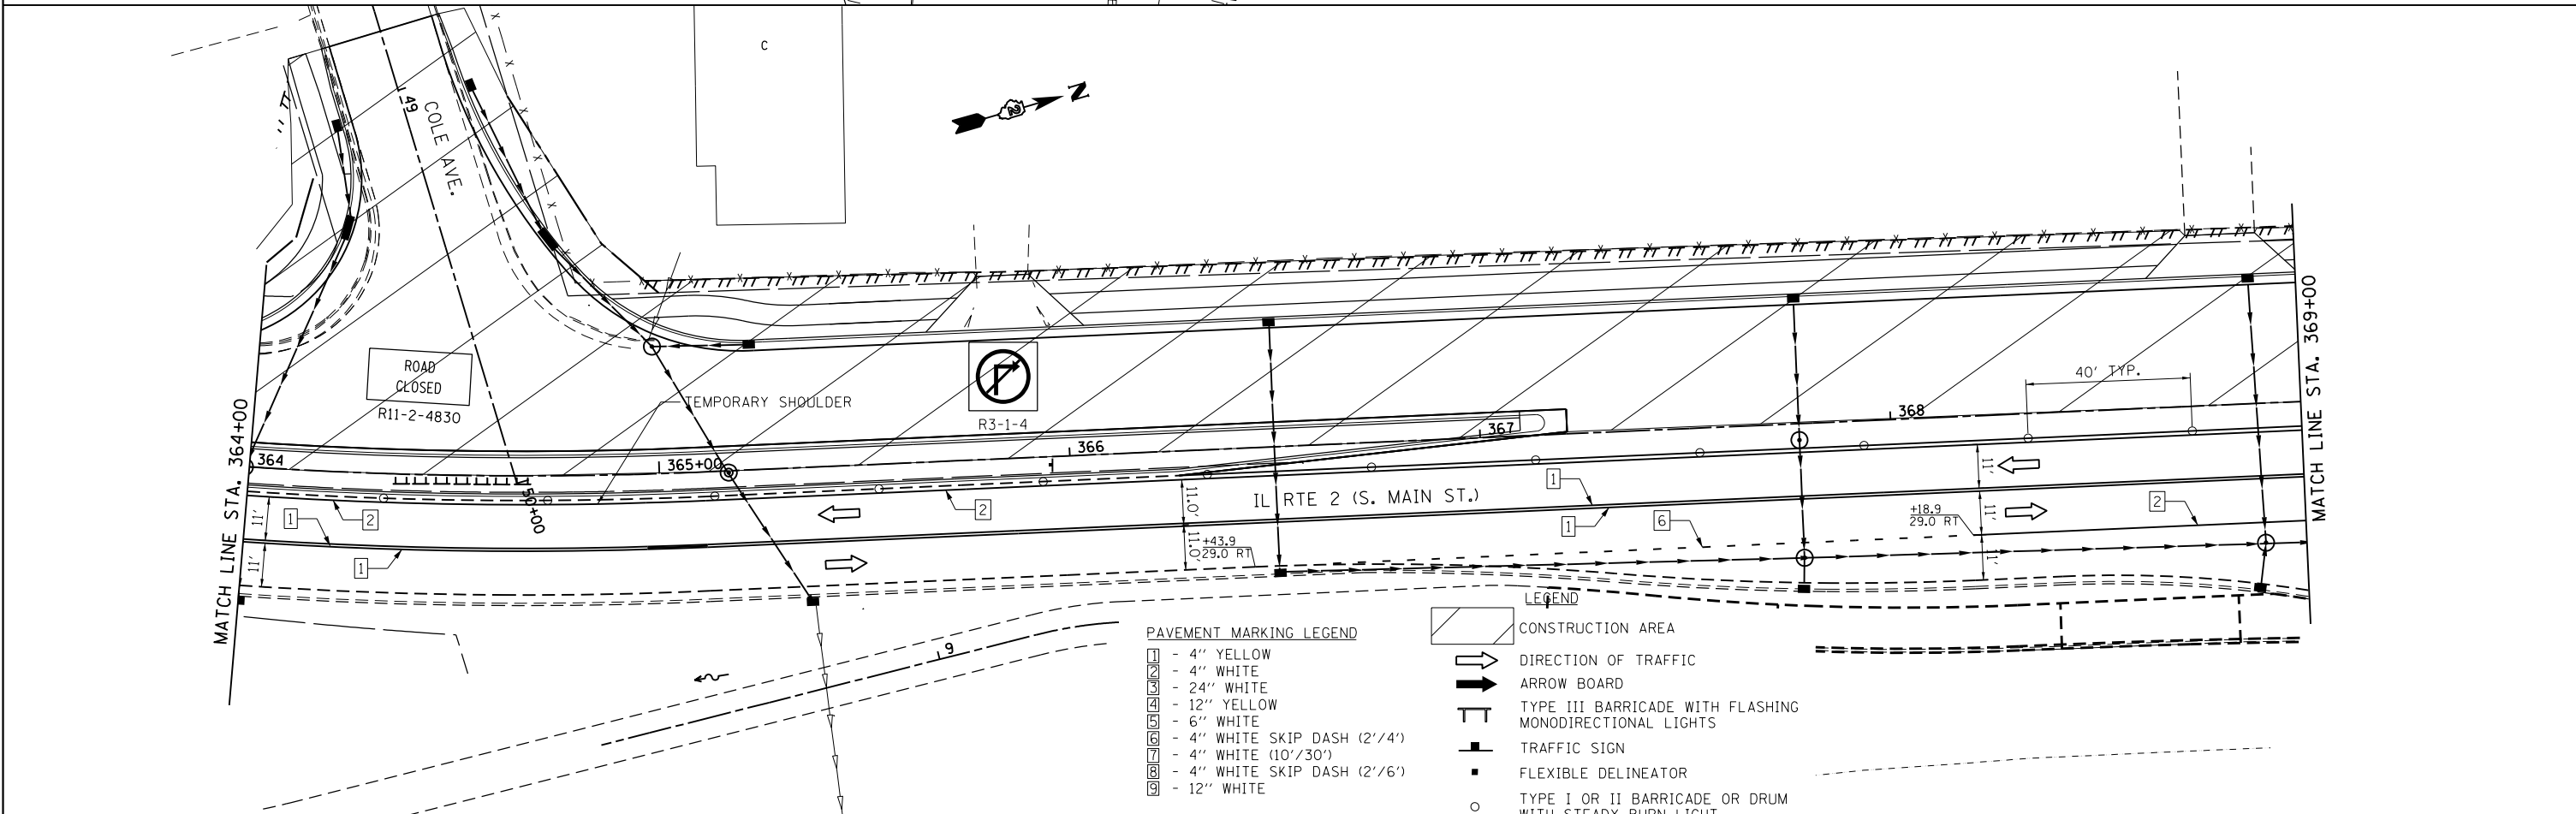 C
N
2
49
COLE AVE.
ROAD
CLOSED
R11-2-4830
TEMPORARY SHOULDER
R3-1-4
40' TYP.
MATCH LINE STA. 364+00
MATCH LINE STA. 369+00
364
365+00
366
367
368
50+00
IL RTE 2 (S. MAIN ST.)
11'
11'
11.0'
11.0'
11'
11'
11'
1
2
1
2
1
1
6
2
+43.9
29.0 RT
+18.9
29.0 RT
9
PAVEMENT MARKING LEGEND
1 - 4" YELLOW
2 - 4" WHITE
3 - 24" WHITE
4 - 12" YELLOW
5 - 6" WHITE
6 - 4" WHITE SKIP DASH (2'/4')
7 - 4" WHITE (10'/30')
8 - 4" WHITE SKIP DASH (2'/6')
9 - 12" WHITE
LEGEND
CONSTRUCTION AREA
DIRECTION OF TRAFFIC
ARROW BOARD
TYPE III BARRICADE WITH FLASHING
MONODIRECTIONAL LIGHTS
TRAFFIC SIGN
FLEXIBLE DELINEATOR
TYPE I OR II BARRICADE OR DRUM
WITH STEADY BURN LIGHT